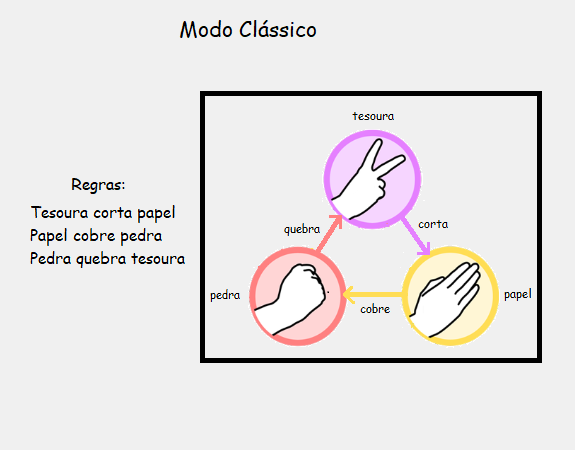 Modo Clássico
Regras:
Tesoura corta papel
Papel cobre pedra
Pedra quebra tesoura
tesoura
quebra
corta
pedra
papel
cobre